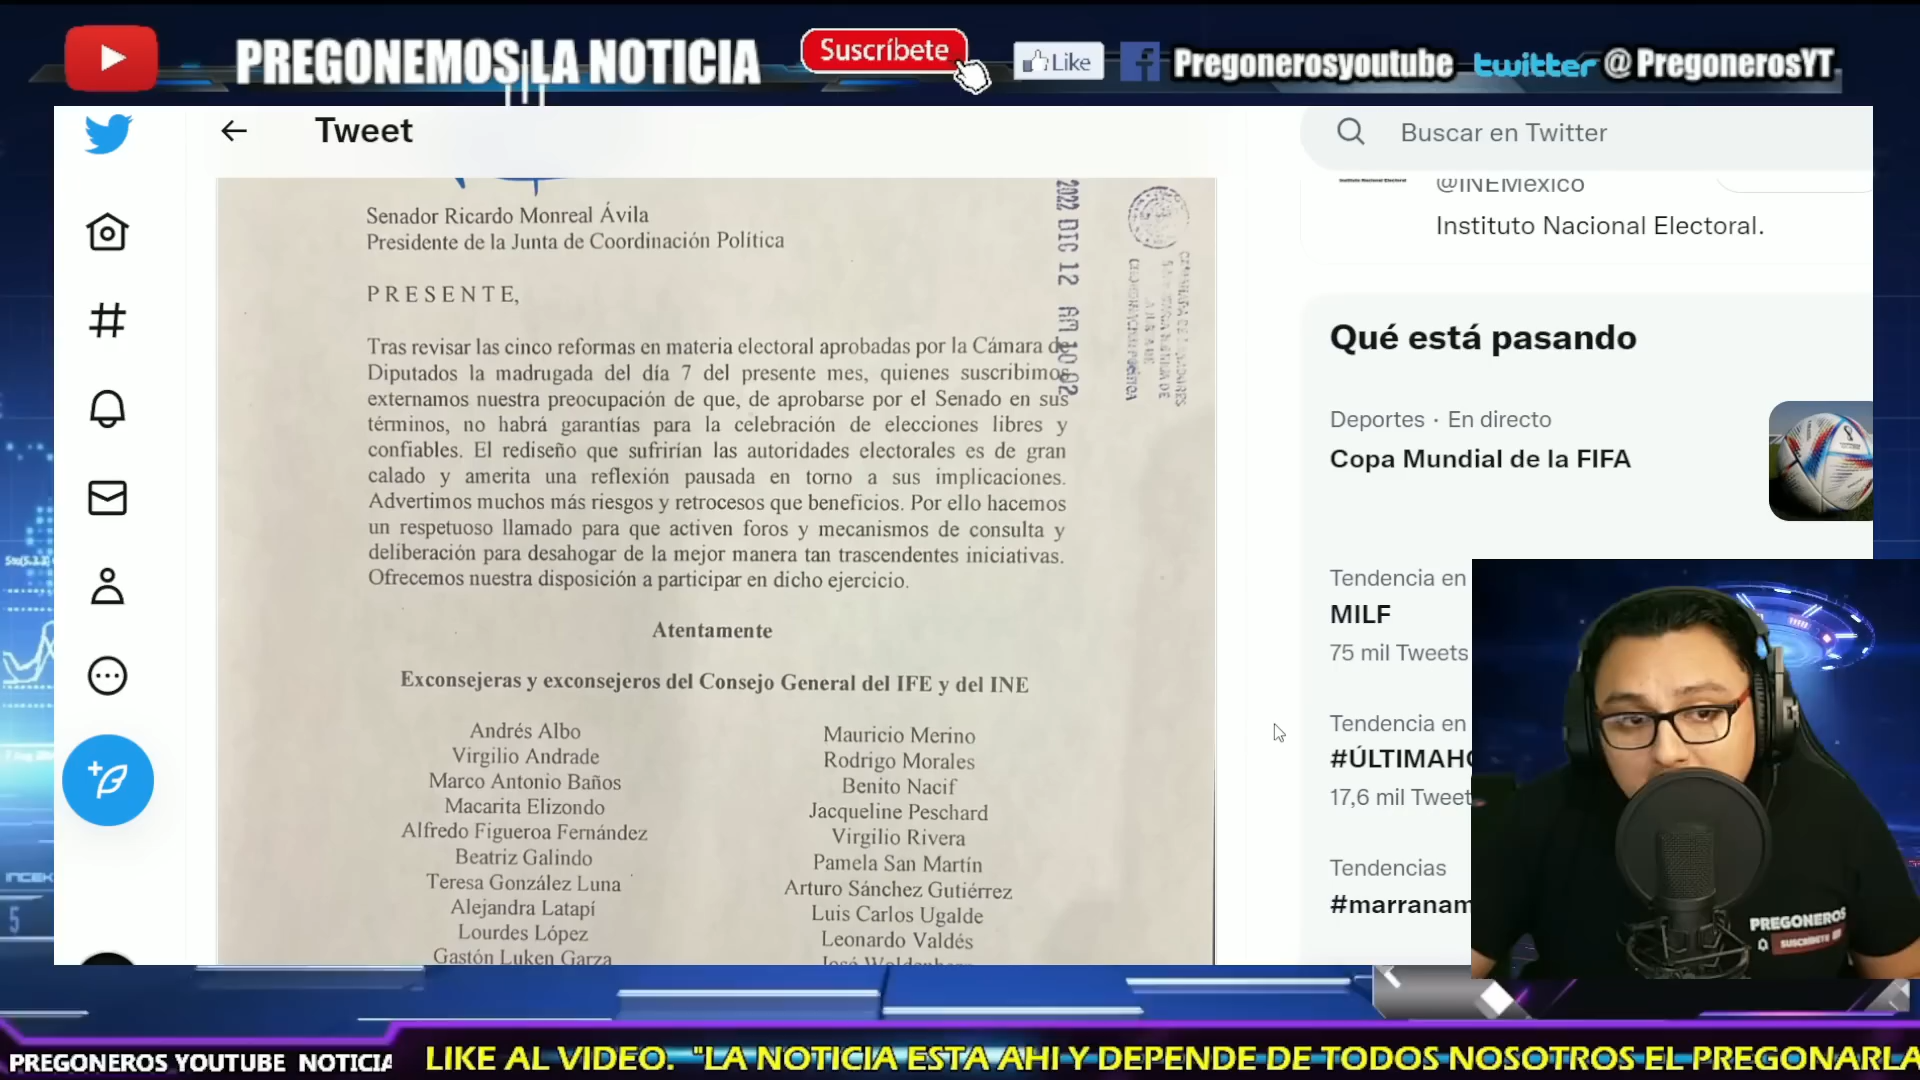 PREGONEMOS LA NOTICIA
Suscríbete
Like
Pregonerosyoutube
twitter @PregonerosYT
Tweet
Buscar en Twitter
@INEMexico
Instituto Nacional Electoral.
Senador Ricardo Monreal Ávila
Presidente de la Junta de Coordinación Política
PRESENTE,
2022 DIC 12 AM 10 02
Tras revisar las cinco reformas en materia electoral aprobadas por la Cámara de
Diputados la madrugada del día 7 del presente mes, quienes suscribimos
externamos nuestra preocupación de que, de aprobarse por el Senado en sus
términos, no habrá garantías para la celebración de elecciones libres y
confiables. El rediseño que sufrirían las autoridades electorales es de gran
calado y amerita una reflexión pausada en torno a sus implicaciones.
Advertimos muchos más riesgos y retrocesos que beneficios. Por ello hacemos
un respetuoso llamado para que activen foros y mecanismos de consulta y
deliberación para desahogar de la mejor manera tan trascendentes iniciativas.
Ofrecemos nuestra disposición a participar en dicho ejercicio.
Atentamente
Exconsejeras y exconsejeros del Consejo General del IFE y del INE
Andrés Albo
Virgilio Andrade
Marco Antonio Baños
Macarita Elizondo
Alfredo Figueroa Fernández
Beatriz Galindo
Teresa González Luna
Alejandra Latapí
Lourdes López
Gastón Luken Garza
Mauricio Merino
Rodrigo Morales
Benito Nacif
Jacqueline Peschard
Virgilio Rivera
Pamela San Martín
Arturo Sánchez Gutiérrez
Luis Carlos Ugalde
Leonardo Valdés
Qué está pasando
Deportes · En directo
Copa Mundial de la FIFA
Tendencia en
MILF
75 mil Tweets
Tendencia en
#ÚLTIMAHO
17,6 mil Tweet
Tendencias
#marranam
PREGONEROS
SUSCRIBETE
PREGONEROS YOUTUBE NOTICIA
LIKE AL VIDEO. "LA NOTICIA ESTA AHI Y DEPENDE DE TODOS NOSOTROS EL PREGONARLA